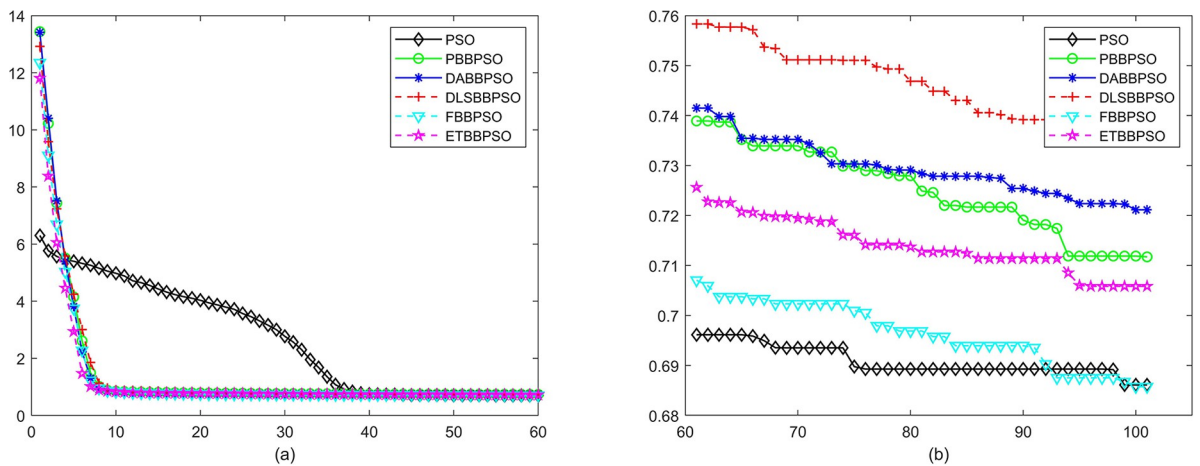 14
12
10
8
6
4
2
0
0 10 20 30 40 50 60
PSO
PBBPSO
DABBPSO
DLSBBPSO
FBBPSO
ETBBPSO
(a)
0.76
0.75
0.74
0.73
0.72
0.71
0.7
0.69
0.68
60 70 80 90 100
PSO
PBBPSO
DABBPSO
DLSBBPSO
FBBPSO
ETBBPSO
(b)